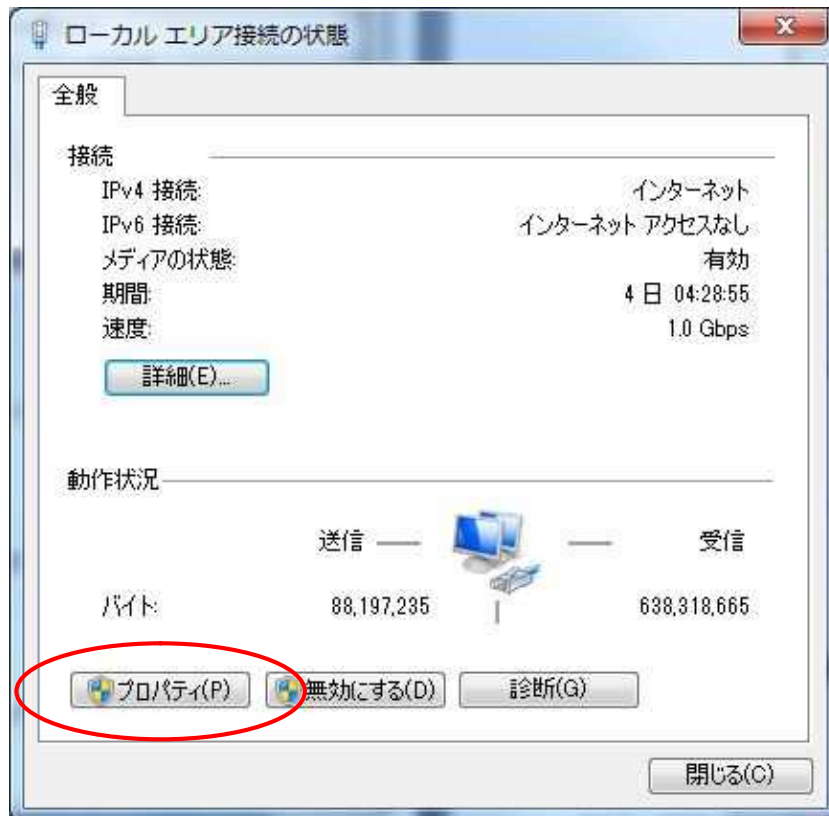 ローカル エリア接続の状態
全般
接続
IPv4 接続: インターネット
IPv6 接続: インターネット アクセスなし
メディアの状態: 有効
期間: 4 日 04:28:55
速度: 1.0 Gbps
詳細(E)...
動作状況
送信 受信
バイト: 88,197,235 638,318,665
プロパティ(P) 無効にする(D) 診断(G)
閉じる(C)